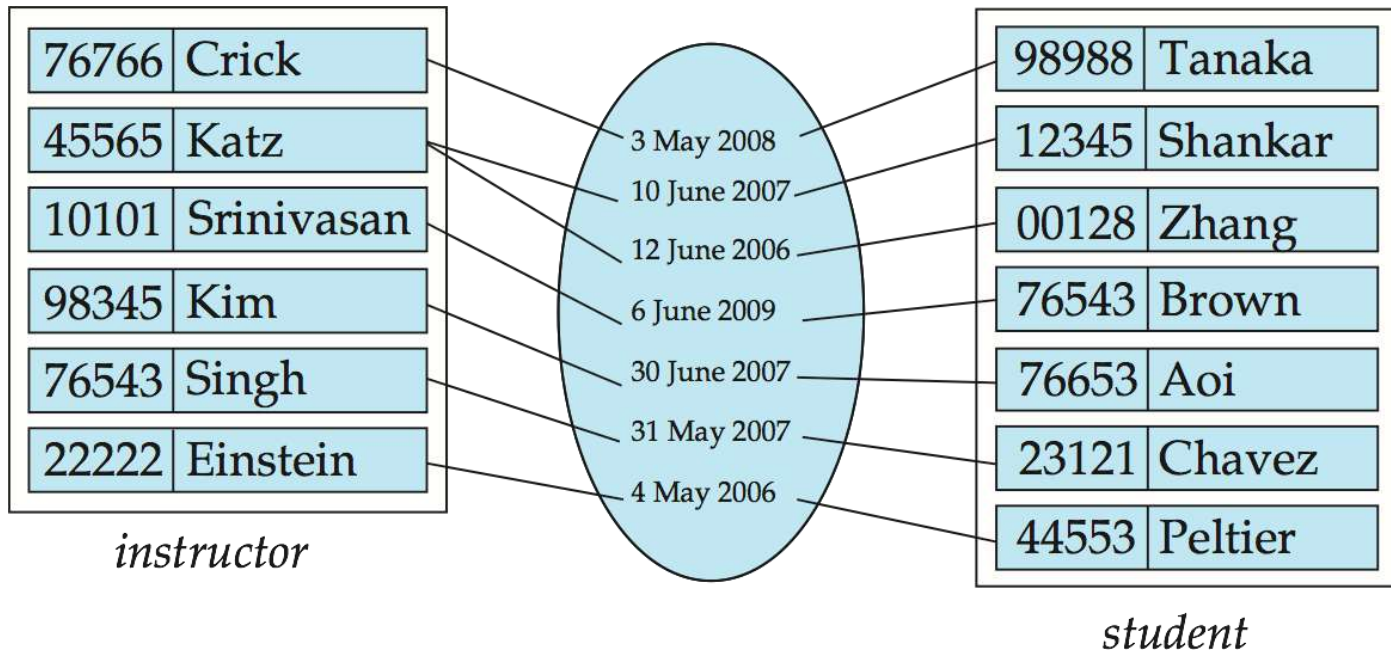 76766 Crick
45565 Katz
10101 Srinivasan
98345 Kim
76543 Singh
22222 Einstein
instructor
3 May 2008
10 June 2007
12 June 2006
6 June 2009
30 June 2007
31 May 2007
4 May 2006
98988 Tanaka
12345 Shankar
00128 Zhang
76543 Brown
76653 Aoi
23121 Chavez
44553 Peltier
student